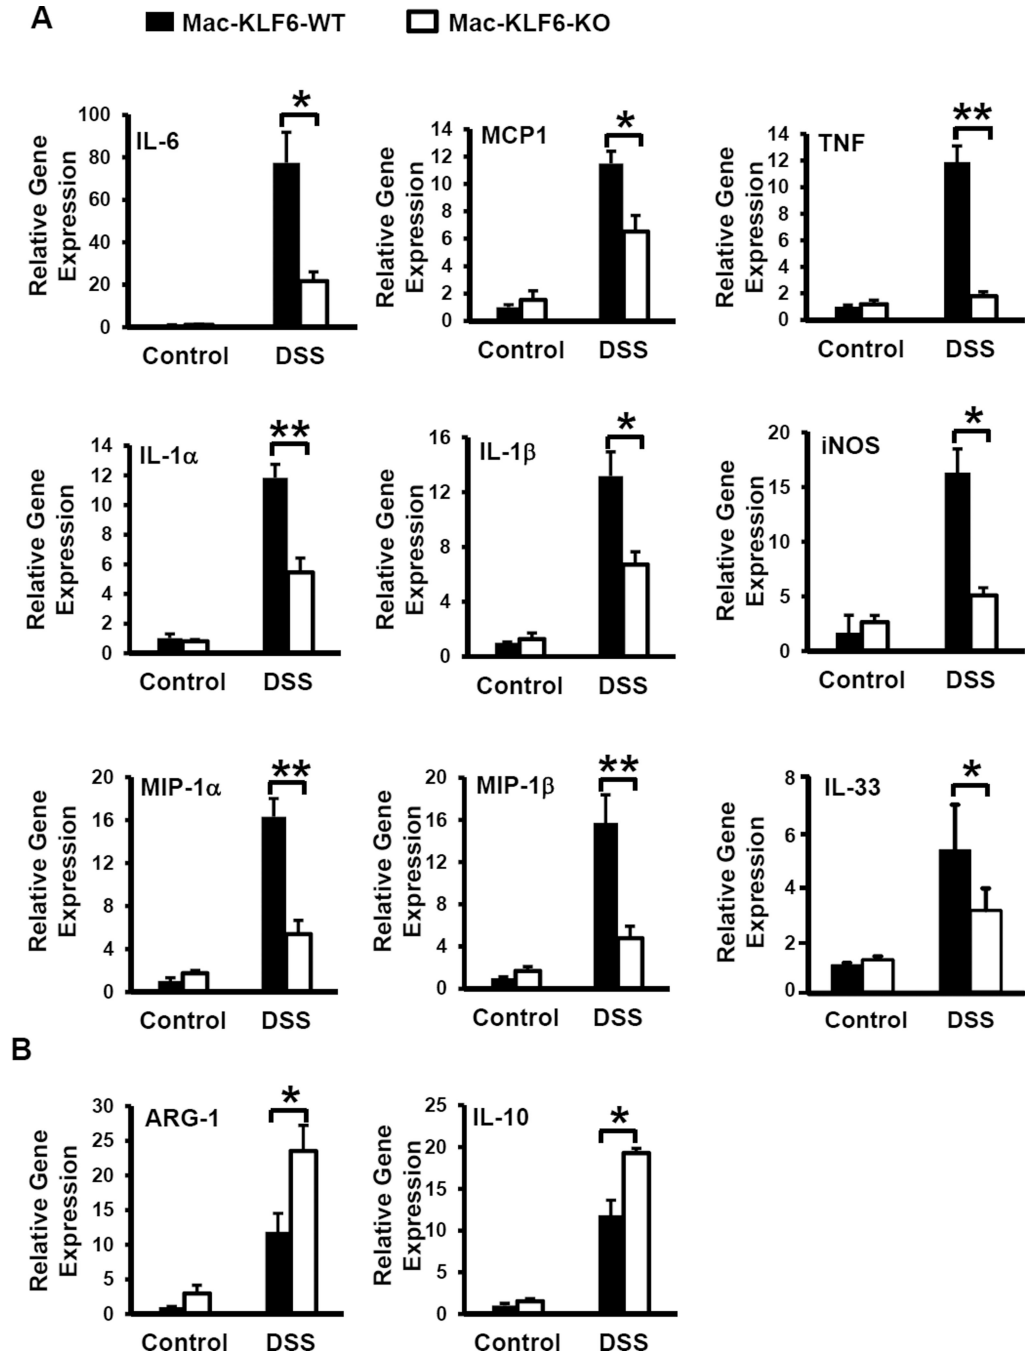 A
Mac-KLF6-WT Mac-KLF6-KO
Relative Gene
Expression
100
80
60
40
20
0
IL-6
*
Control DSS
Relative Gene
Expression
14
12
10
8
6
4
2
0
MCP1
*
Control DSS
Relative Gene
Expression
14
12
10
8
6
4
2
0
TNF
**
Control DSS
Relative Gene
Expression
14
12
10
8
6
4
2
0
IL-1α
**
Control DSS
Relative Gene
Expression
16
12
8
4
0
IL-1β
*
Control DSS
Relative Gene
Expression
20
15
10
5
0
iNOS
*
Control DSS
Relative Gene
Expression
20
16
12
8
4
0
MIP-1α
**
Control DSS
Relative Gene
Expression
20
16
12
8
4
0
MIP-1β
**
Control DSS
Relative Gene
Expression
8
6
4
2
0
IL-33
*
Control DSS
B
Relative Gene
Expression
30
25
20
15
10
5
0
ARG-1
*
Control DSS
Relative Gene
Expression
25
20
15
10
5
0
IL-10
*
Control DSS